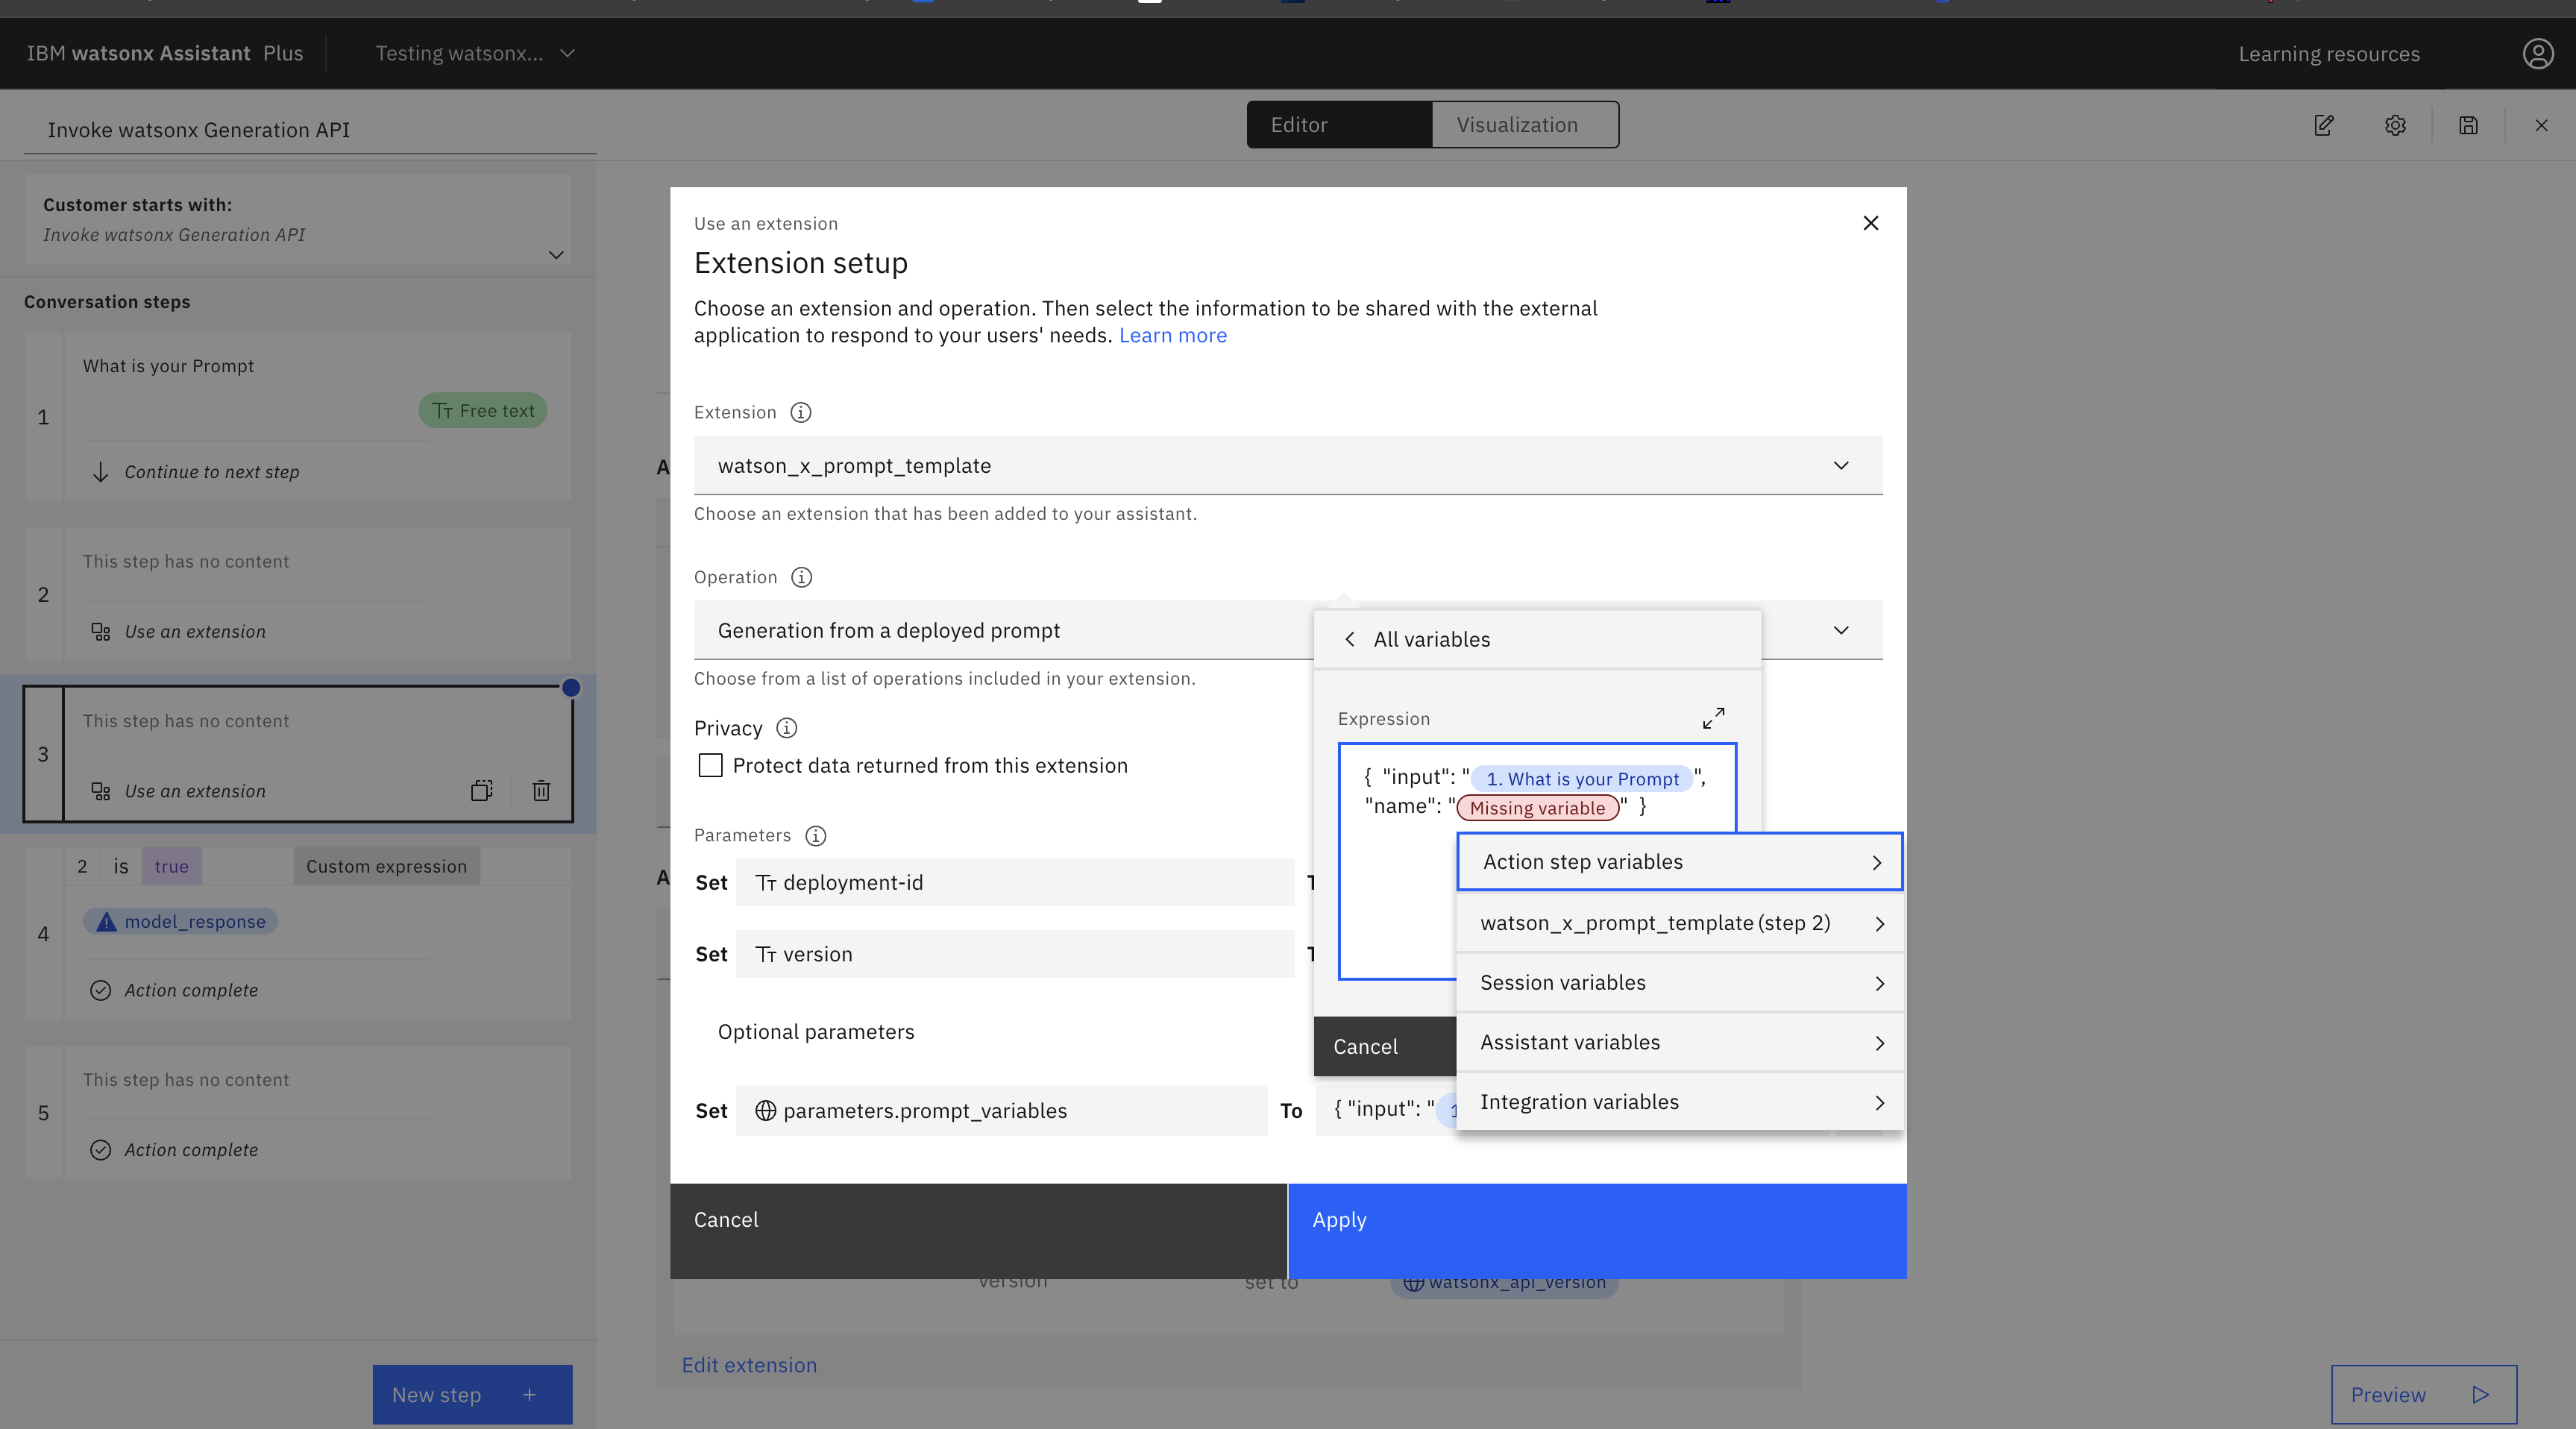 IBM watsonx Assistant Plus
Testing watsonx...
Learning resources
Invoke watsonx Generation API
Editor
Visualization
Customer starts with:
Invoke watsonx Generation API
Conversation steps
1
What is your Prompt
Free text
Continue to next step
2
This step has no content
Use an extension
3
This step has no content
Use an extension
2 is true
Custom expression
4
model_response
Action complete
5
This step has no content
Action complete
New step +
Use an extension
Extension setup
Choose an extension and operation. Then select the information to be shared with the external
application to respond to your users' needs. Learn more
Extension
watson_x_prompt_template
Choose an extension that has been added to your assistant.
Operation
Generation from a deployed prompt
Choose from a list of operations included in your extension.
Privacy
Protect data returned from this extension
Parameters
Set
deployment-id
Set
version
Optional parameters
Set
parameters.prompt_variables
To
{ "input": "1
All variables
Expression
{ "input": "1. What is your Prompt",
"name": "Missing variable" }
Cancel
Action step variables
watson_x_prompt_template (step 2)
Session variables
Assistant variables
Integration variables
Cancel
Apply
version
set to
watsonx_api_version
Edit extension
Preview